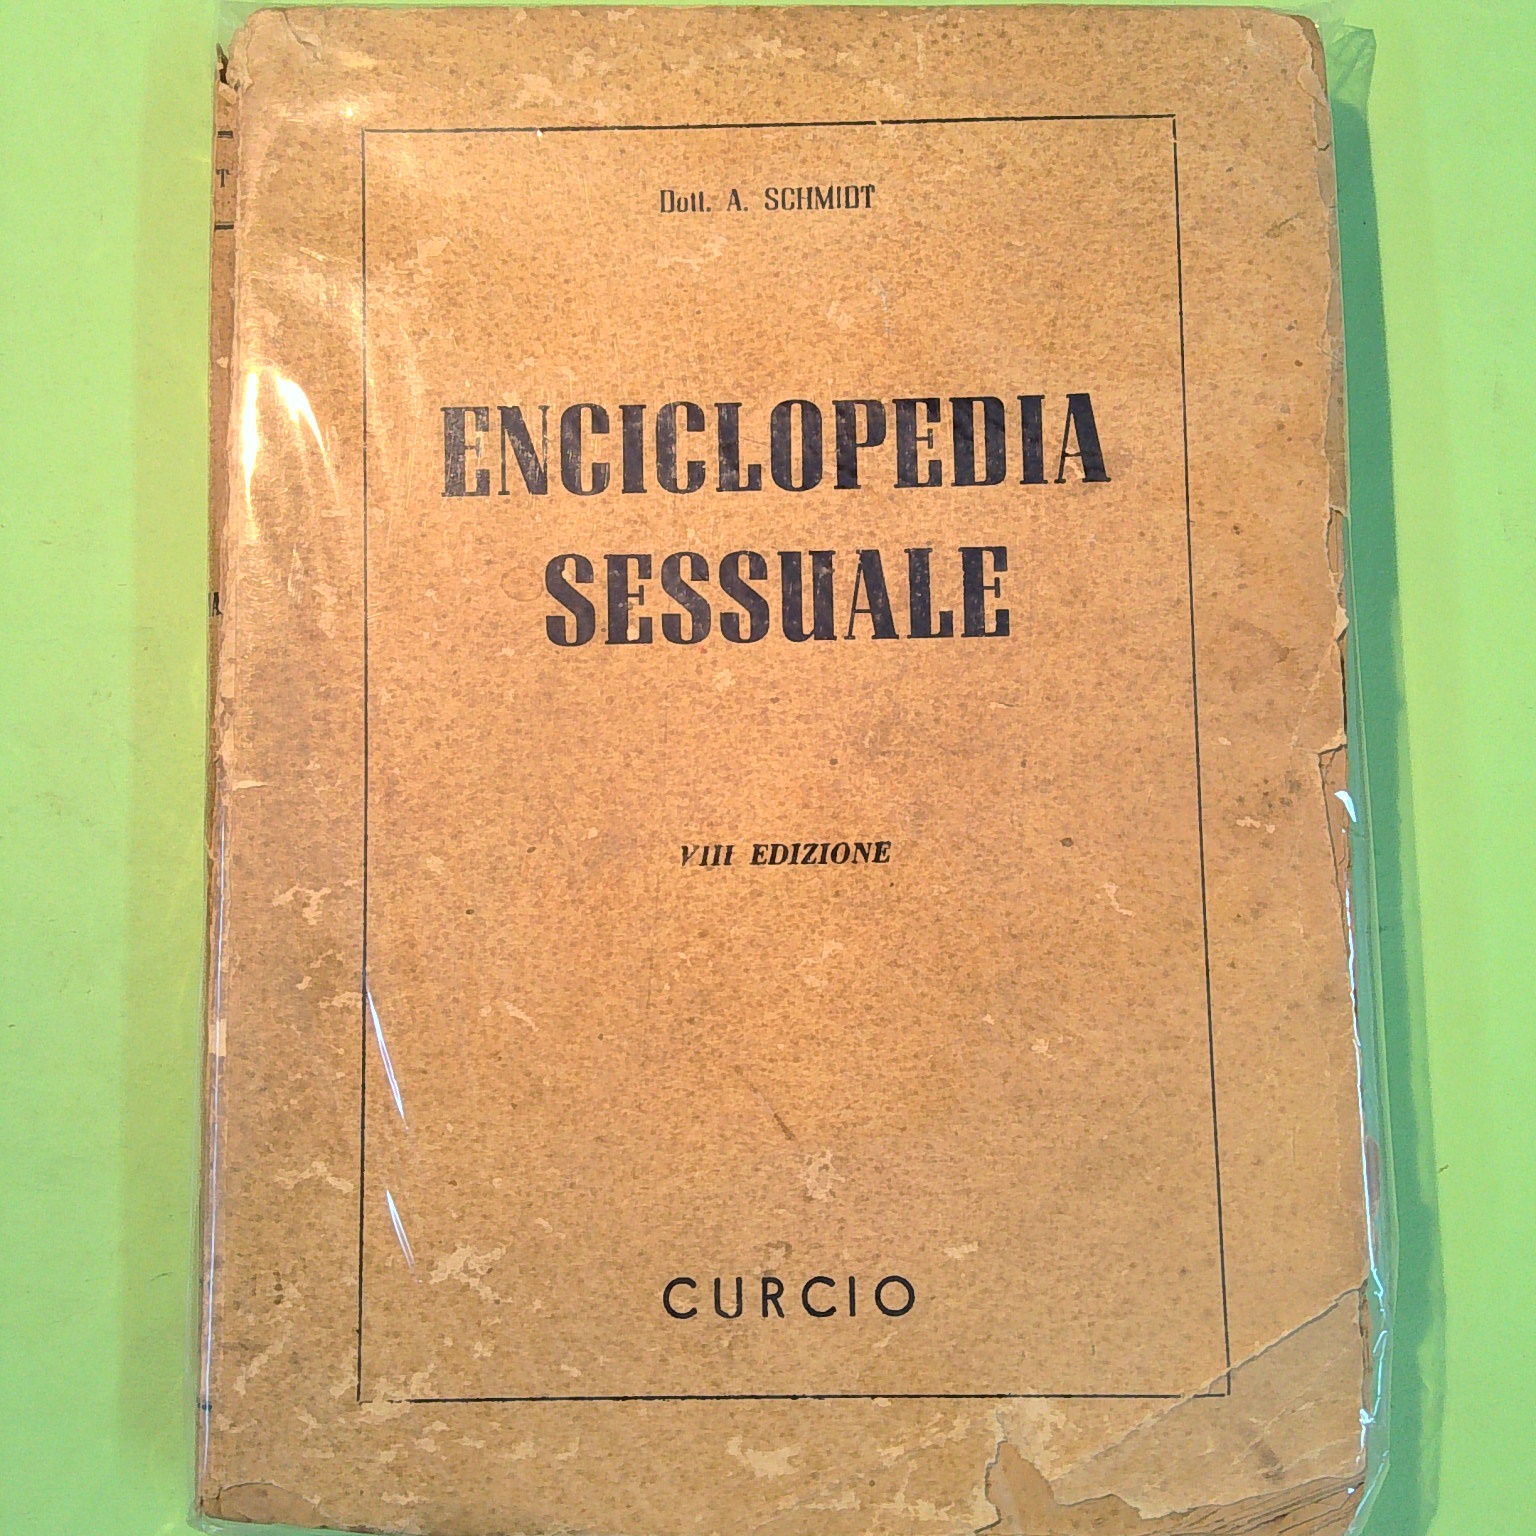 Dott. A. SCHMIDT
ENCICLOPEDIA
SESSUALE
VIII EDIZIONE
CURCIO